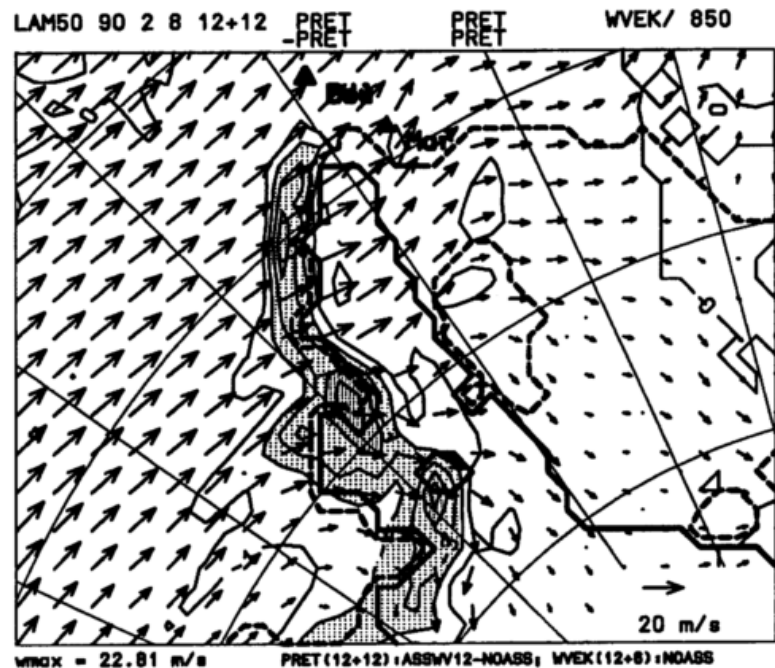 LAM50 90 2 8 12+12 PRET PRET WVEK/ 850
-PRET PRET
20 m/s
wmax = 22.81 m/s PRET(12+12):ASSWV12-NOASS; WVEK(12+6):NOASS